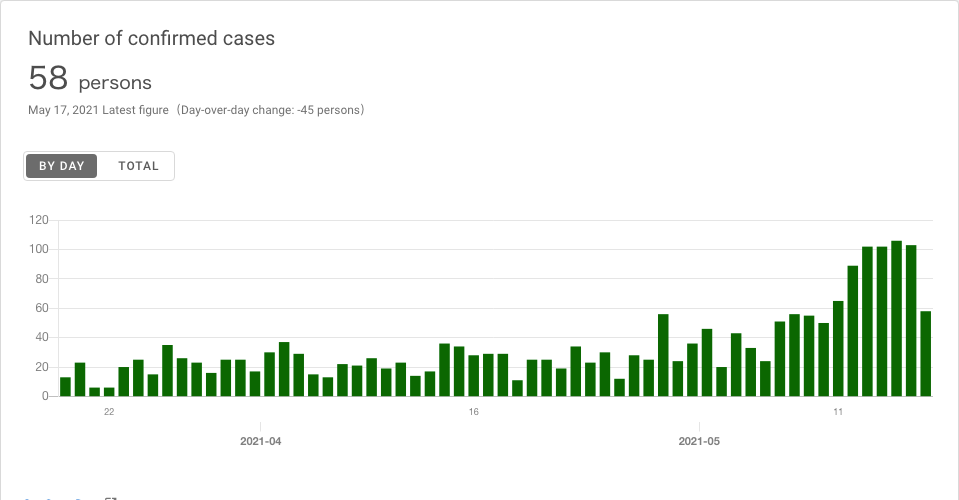 Number of confirmed cases
58 persons
May 17, 2021 Latest figure（Day-over-day change: -45 persons）
BY DAY TOTAL
120
100
80
60
40
20
0
22 16 11
2021-04 2021-05